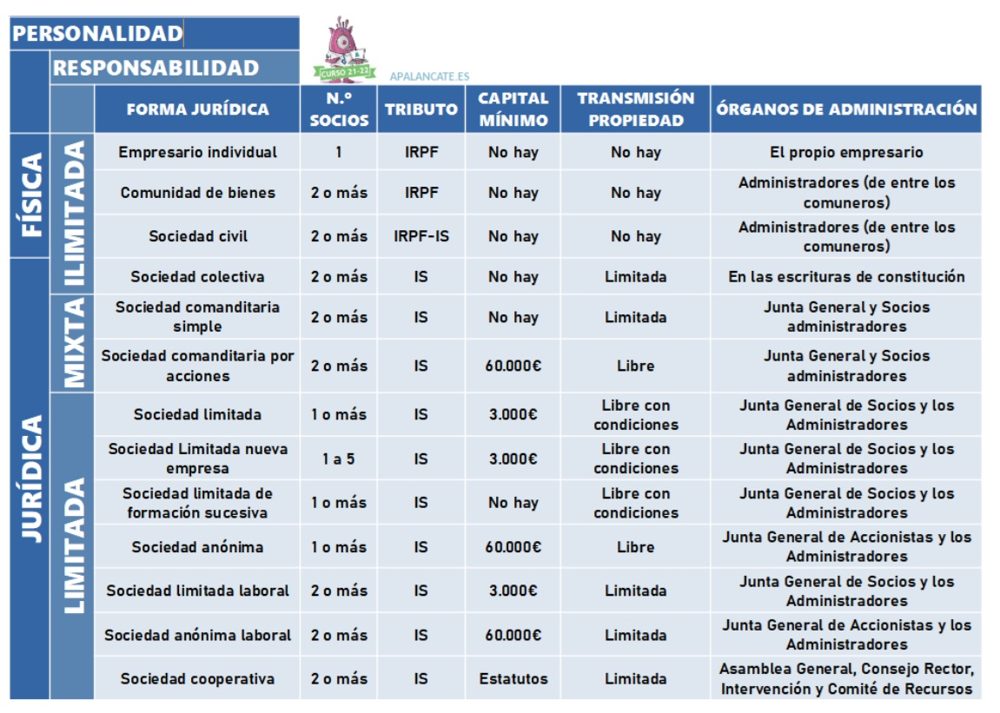 PERSONALIDAD
RESPONSABILIDAD
CURSO 21-22
APALANCATE.ES
FORMA JURÍDICA
N.º
SOCIOS
TRIBUTO
CAPITAL
MÍNIMO
TRANSMISIÓN
PROPIEDAD
ÓRGANOS DE ADMINISTRACIÓN
FÍSICA
ILIMITADA
Empresario individual
1
IRPF
No hay
No hay
El propio empresario
Comunidad de bienes
2 o más
IRPF
No hay
No hay
Administradores (de entre los
comuneros)
Sociedad civil
2 o más
IRPF-IS
No hay
No hay
Administradores (de entre los
comuneros)
JURÍDICA
Sociedad colectiva
2 o más
IS
No hay
Limitada
En las escrituras de constitución
MIXTA
Sociedad comanditaria
simple
2 o más
IS
No hay
Limitada
Junta General y Socios
administradores
Sociedad comanditaria por
acciones
2 o más
IS
60.000€
Libre
Junta General y Socios
administradores
LIMITADA
Sociedad limitada
1 o más
IS
3.000€
Libre con
condiciones
Junta General de Socios y los
Administradores
Sociedad Limitada nueva
empresa
1 a 5
IS
3.000€
Libre con
condiciones
Junta General de Socios y los
Administradores
Sociedad limitada de
formación sucesiva
1 o más
IS
No hay
Libre con
condiciones
Junta General de Socios y los
Administradores
Sociedad anónima
1 o más
IS
60.000€
Libre
Junta General de Accionistas y los
Administradores
Sociedad limitada laboral
2 o más
IS
3.000€
Limitada
Junta General de Socios y los
Administradores
Sociedad anónima laboral
2 o más
IS
60.000€
Limitada
Junta General de Accionistas y los
Administradores
Sociedad cooperativa
2 o más
IS
Estatutos
Limitada
Asamblea General, Consejo Rector,
Intervención y Comité de Recursos